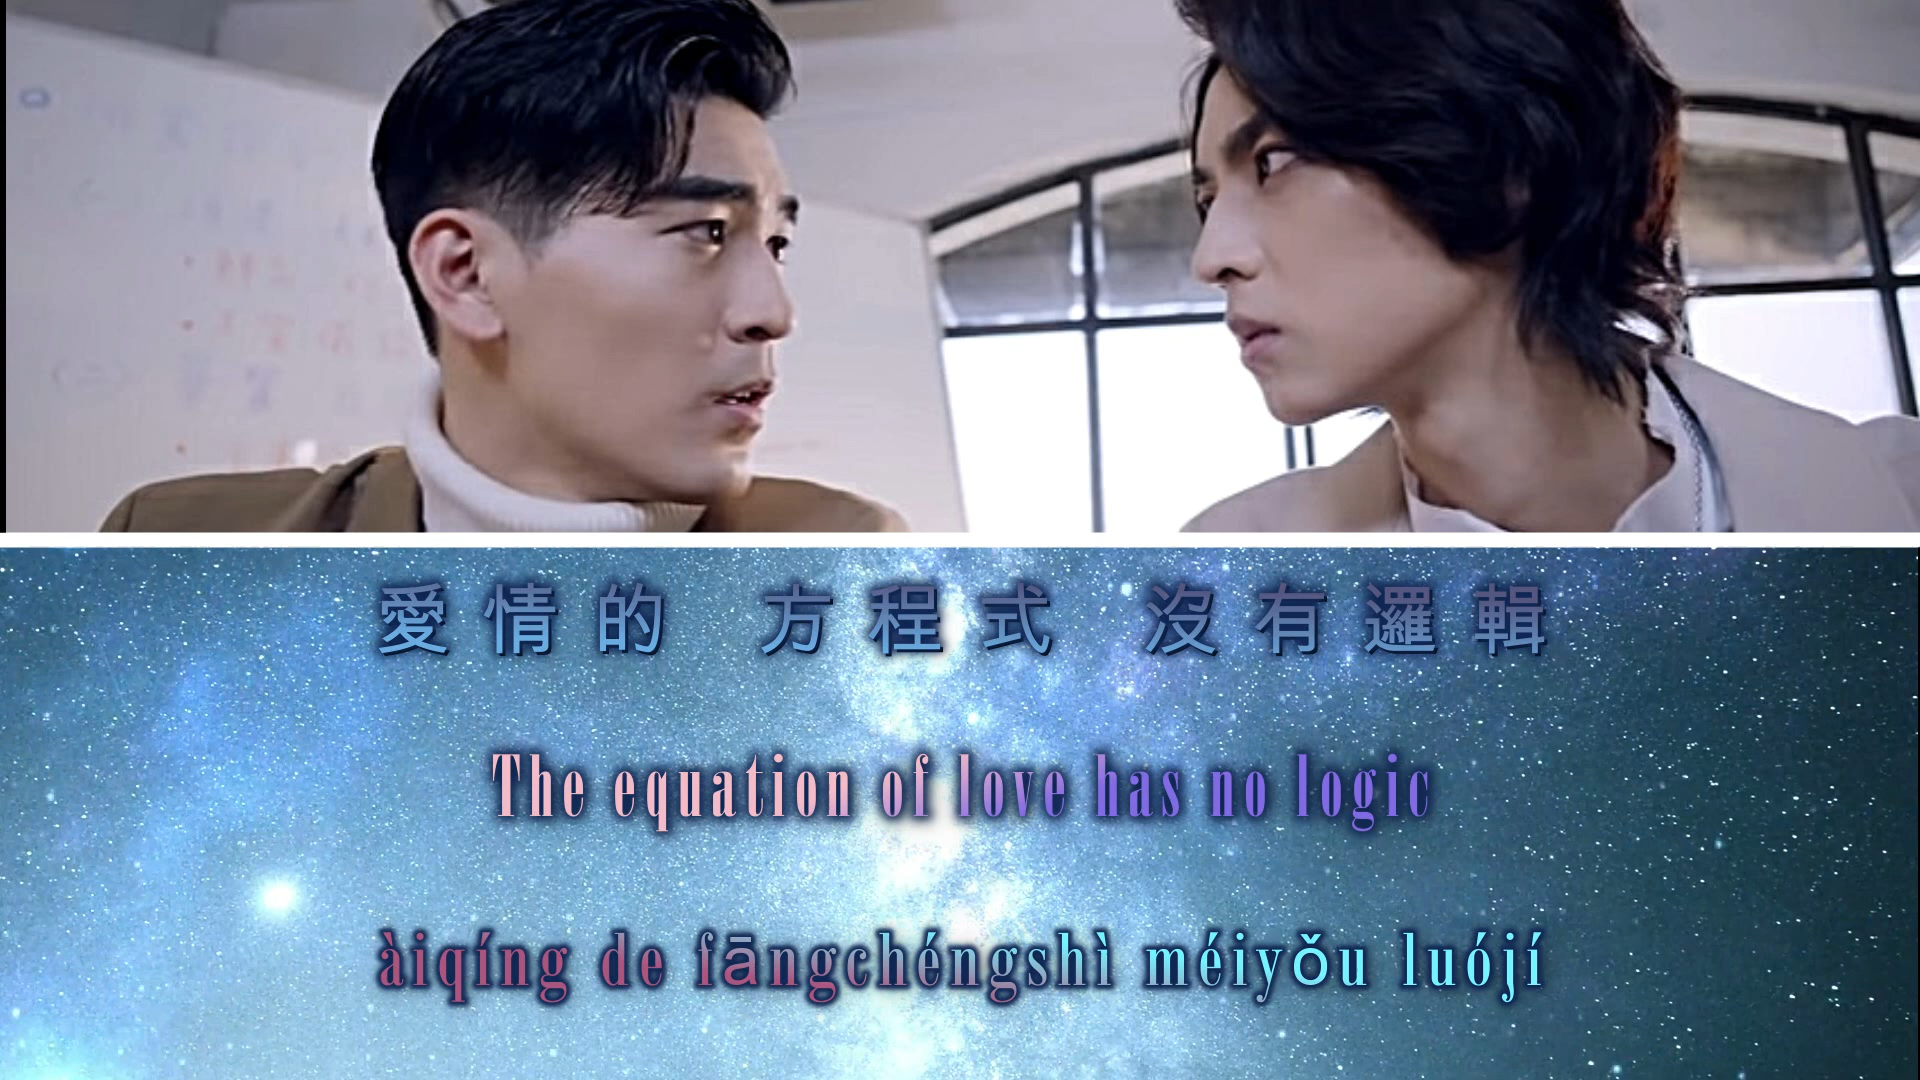 愛情的 方程式 沒有邏輯
The equation of love has no logic
àiqíng de fāngchéngshì méiyǒu luójí